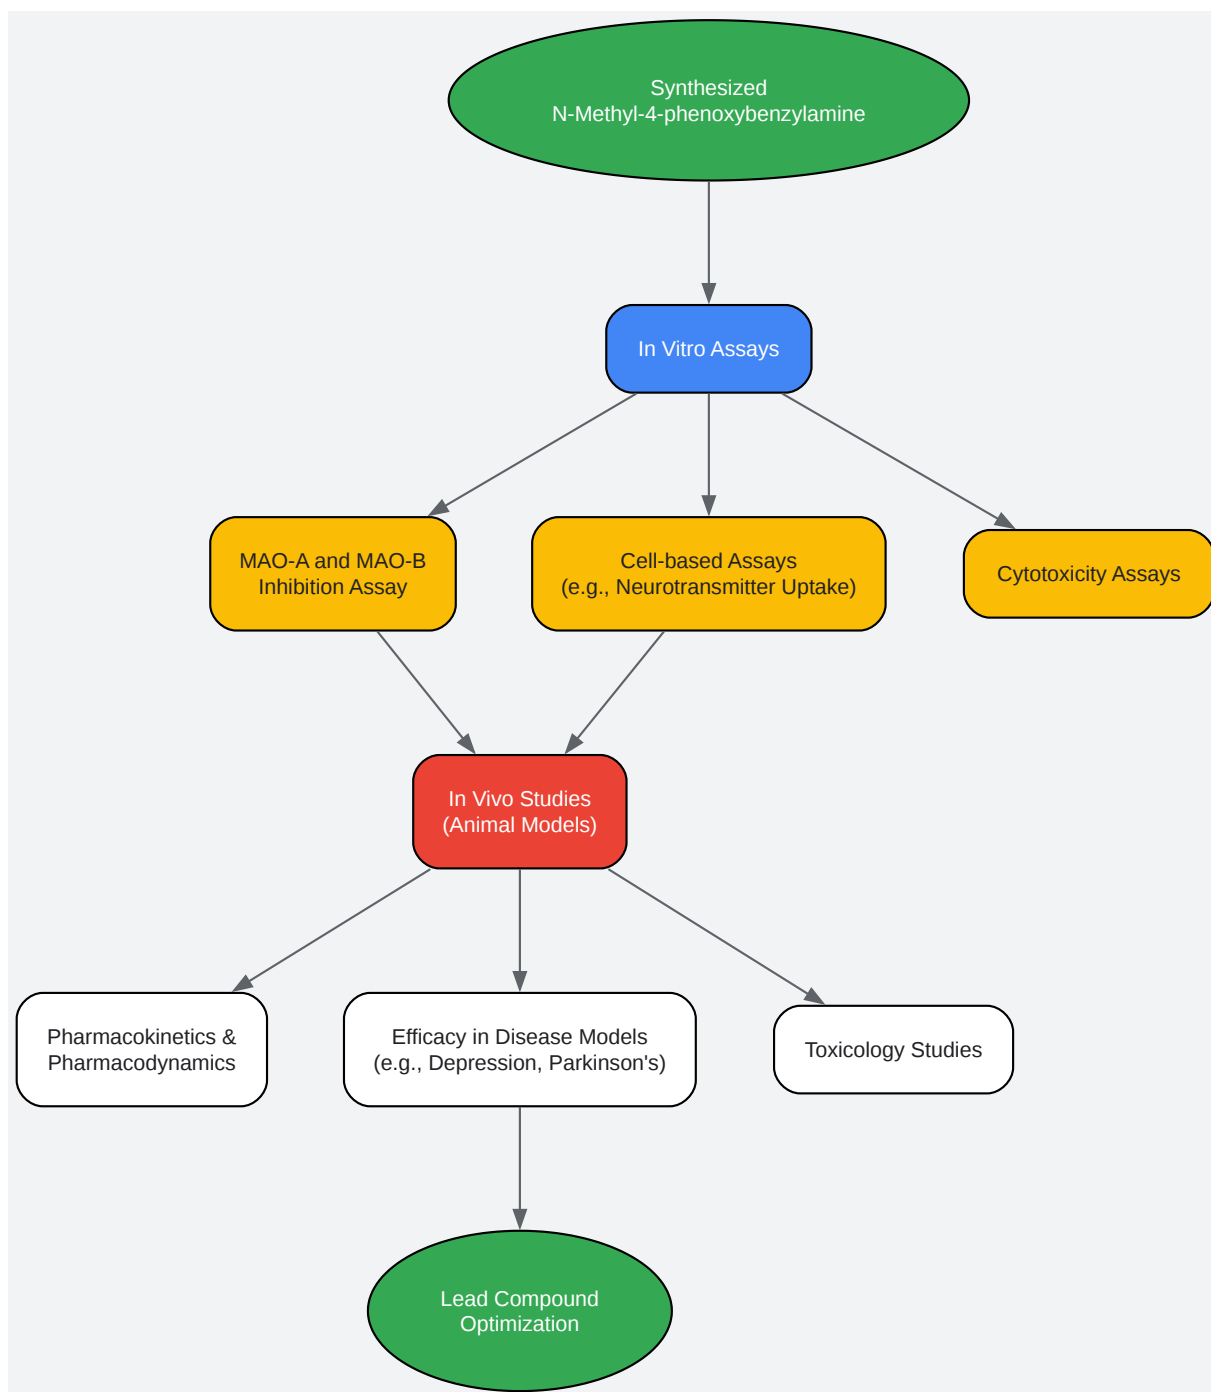 Synthesized
N-Methyl-4-phenoxybenzylamine
In Vitro Assays
MAO-A and MAO-B
Inhibition Assay
Cell-based Assays
(e.g., Neurotransmitter Uptake)
Cytotoxicity Assays
In Vivo Studies
(Animal Models)
Pharmacokinetics &
Pharmacodynamics
Efficacy in Disease Models
(e.g., Depression, Parkinson's)
Toxicology Studies
Lead Compound
Optimization